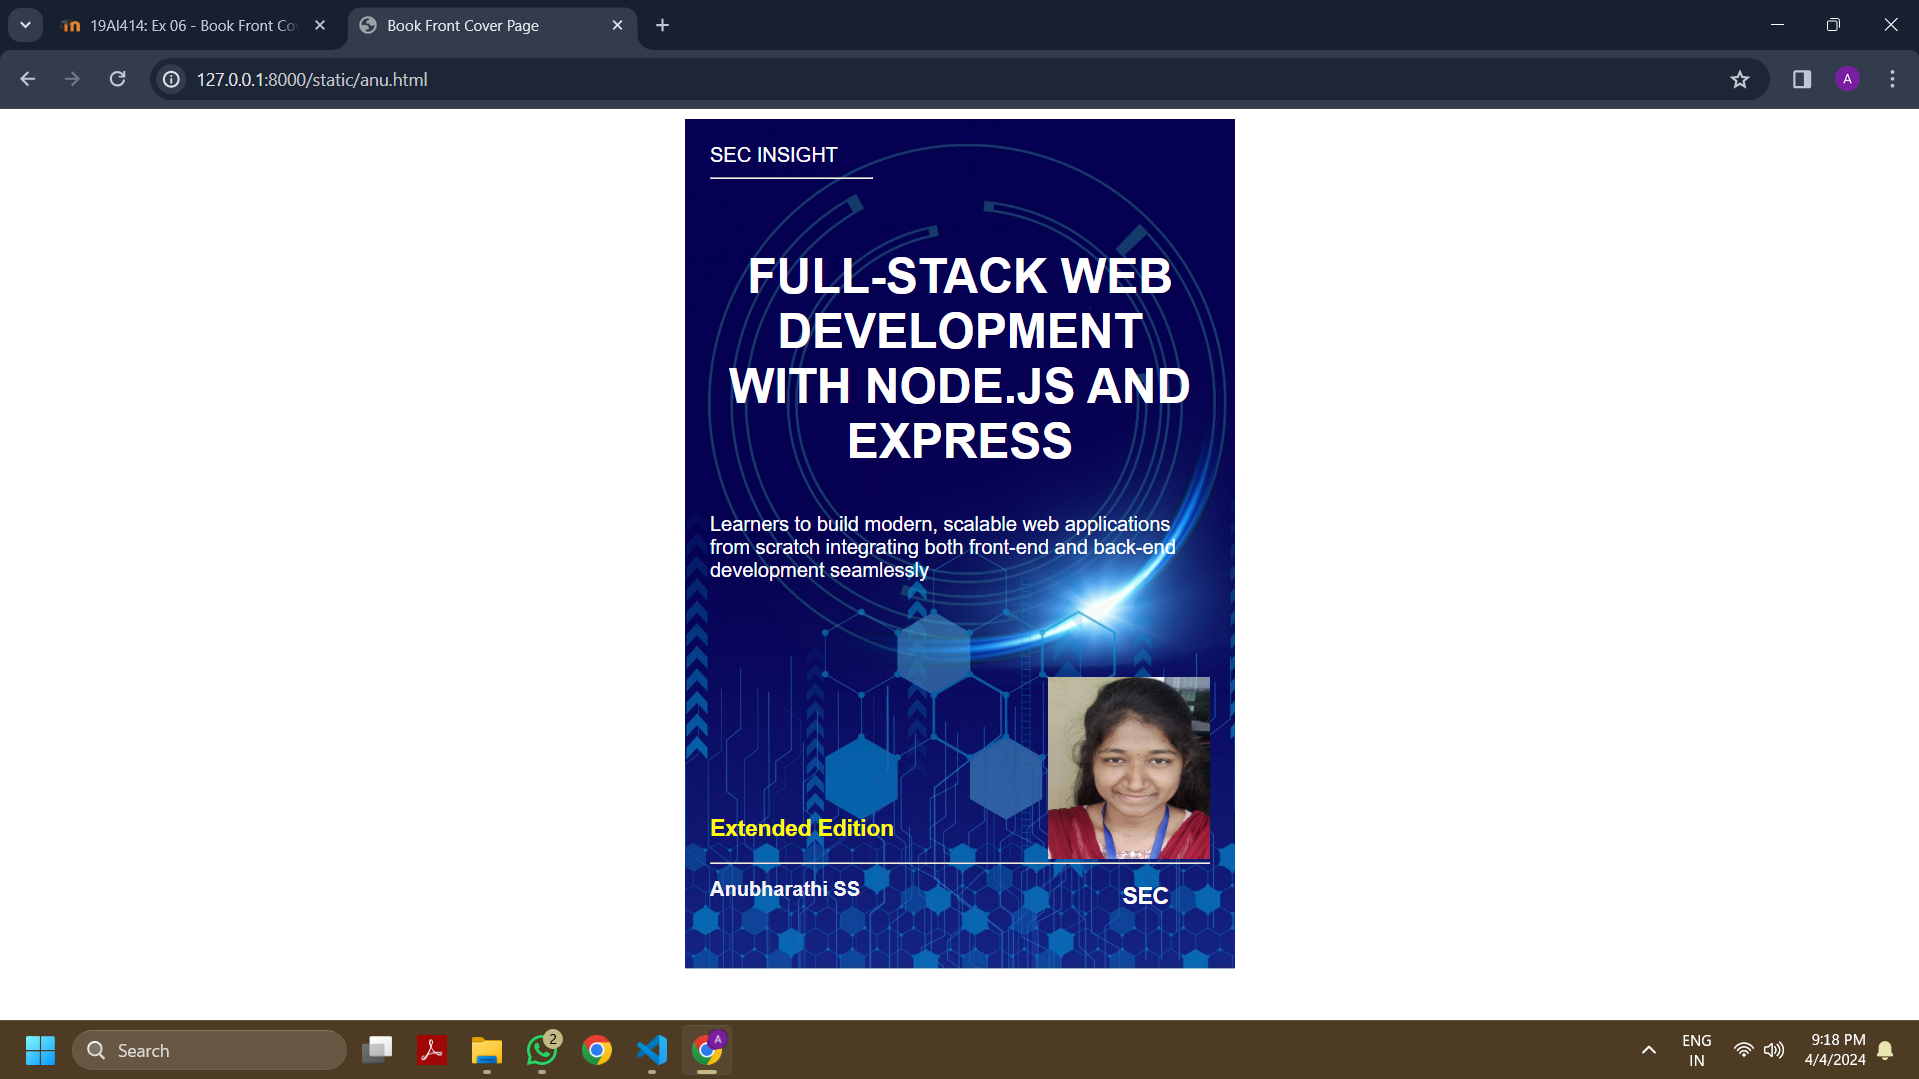 19AI414: Ex 06 - Book Front Co
Book Front Cover Page
127.0.0.1:8000/static/anu.html
A
SEC INSIGHT
FULL-STACK WEB
DEVELOPMENT
WITH NODE.JS AND
EXPRESS
Learners to build modern, scalable web applications
from scratch integrating both front-end and back-end
development seamlessly
Extended Edition
Anubharathi SS
SEC
Search
2
A
ENG
IN
9:18 PM
4/4/2024